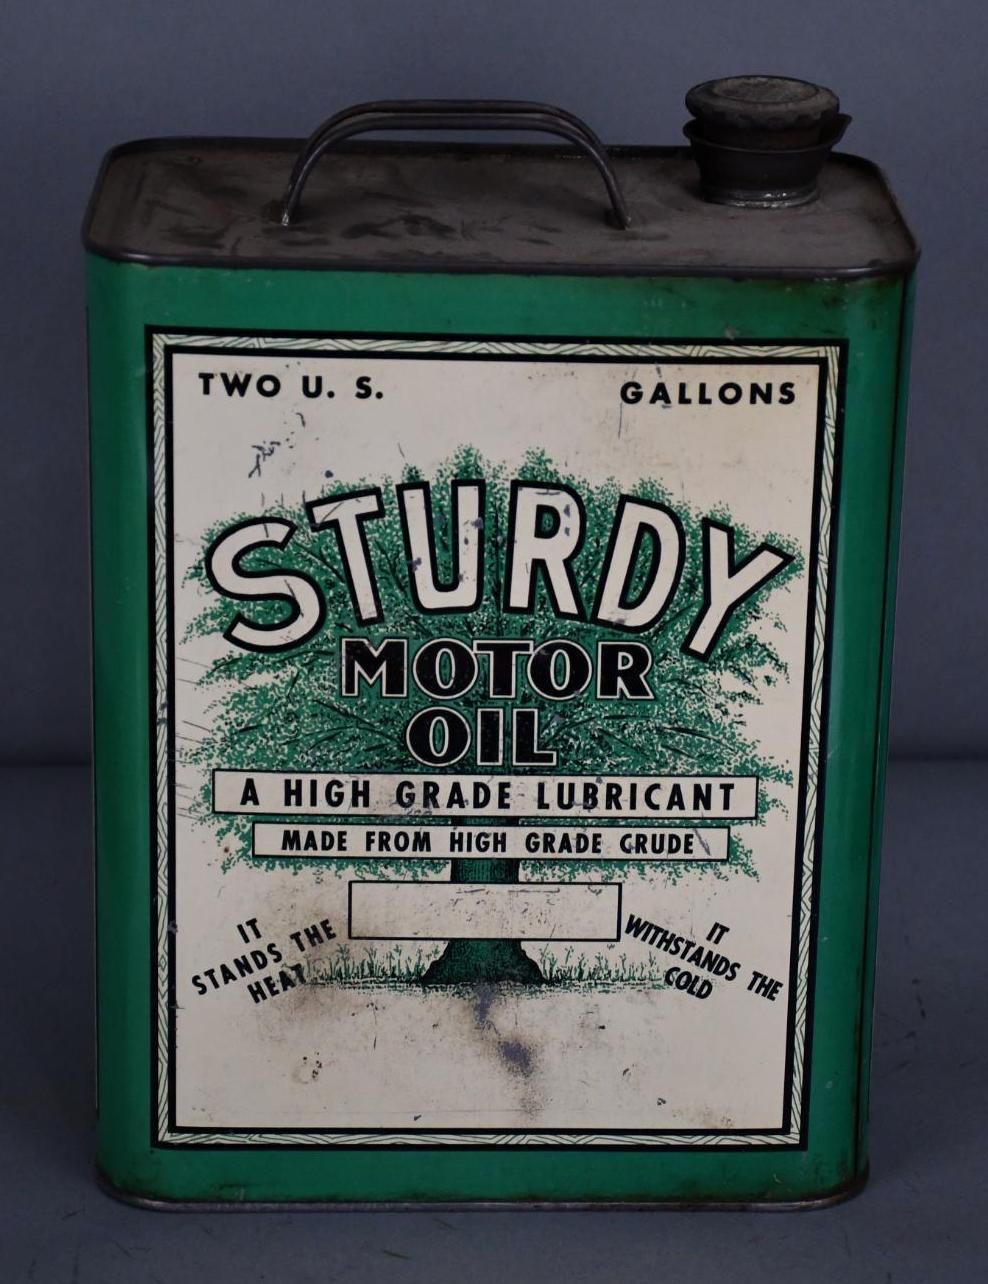 TWO U. S. GALLONS
STURDY
MOTOR
OIL
A HIGH GRADE LUBRICANT
MADE FROM HIGH GRADE CRUDE
IT
STANDS THE
HEAT
IT
WITHSTANDS THE
COLD